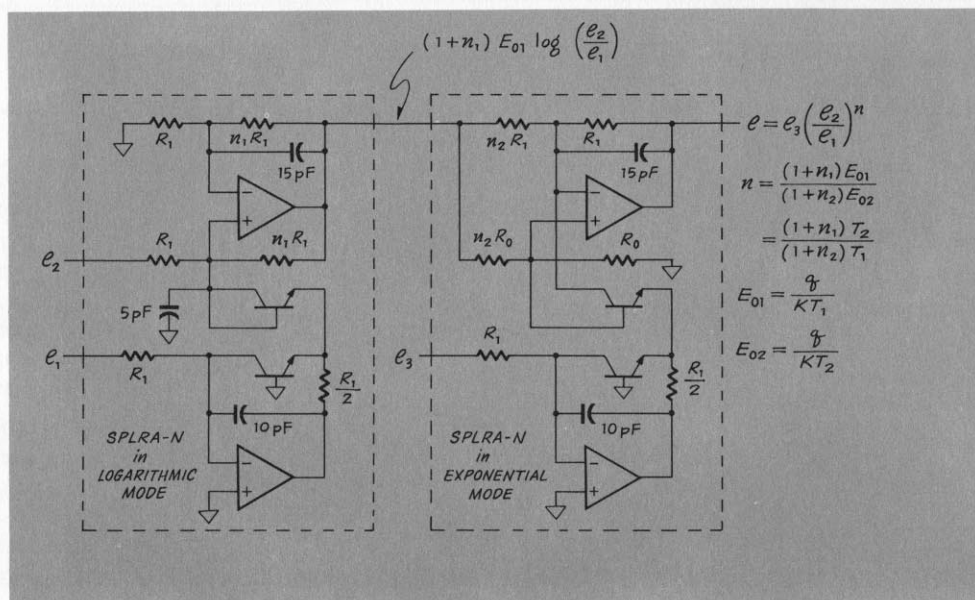 (1+n₁) E₀₁ log (e₂/e₁)
R₁
n₁R₁
15pF
−
+
e₂
R₁
n₁R₁
5pF
e₁
R₁
R₁/2
10pF
SPLRA-N
in
LOGARITHMIC
MODE
−
+
n₂R₁
R₁
15pF
−
+
n₂R₀
R₀
e₃
R₁
R₁/2
10pF
SPLRA-N
in
EXPONENTIAL
MODE
−
+
e = e₃(e₂/e₁)ⁿ
n = (1+n₁)E₀₁/(1+n₂)E₀₂
= (1+n₁)T₂/(1+n₂)T₁
E₀₁ = q/KT₁
E₀₂ = q/KT₂